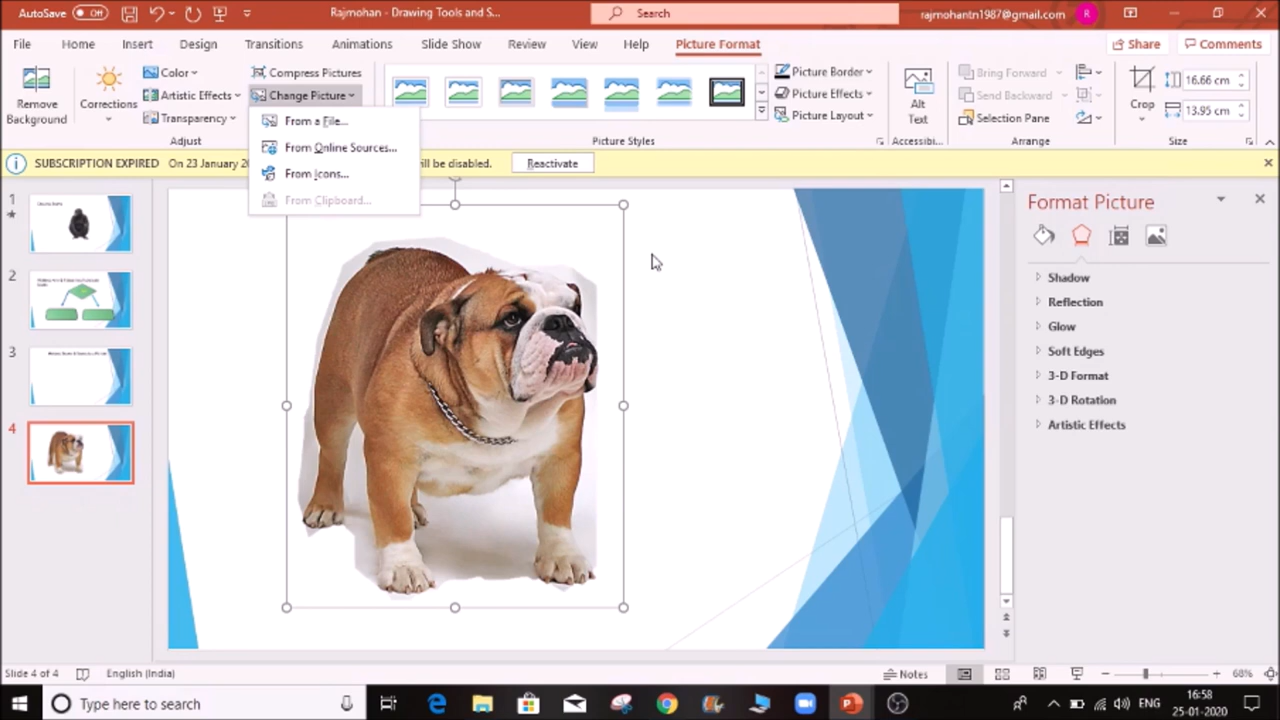 AutoSave Off Rajmohan - Drawing Tools and S... Search rajmohantn1987@gmail.com R
File Home Insert Design Transitions Animations Slide Show Review View Help Picture Format Share Comments
Remove Background
Corrections
Color
Artistic Effects
Transparency
Compress Pictures
Change Picture
Picture Border
Picture Effects
Picture Layout
Alt Text
Bring Forward
Send Backward
Selection Pane
Crop
16.66 cm
13.95 cm
Adjust Picture Styles Accessibi... Arrange Size
From a File...
From Online Sources...
From Icons...
From Clipboard...
SUBSCRIPTION EXPIRED On 23 January 2 ill be disabled. Reactivate
1
2
3
4
Format Picture
Shadow
Reflection
Glow
Soft Edges
3-D Format
3-D Rotation
Artistic Effects
Slide 4 of 4 English (India) Notes 68%
Type here to search ENG 16:58
25-01-2020